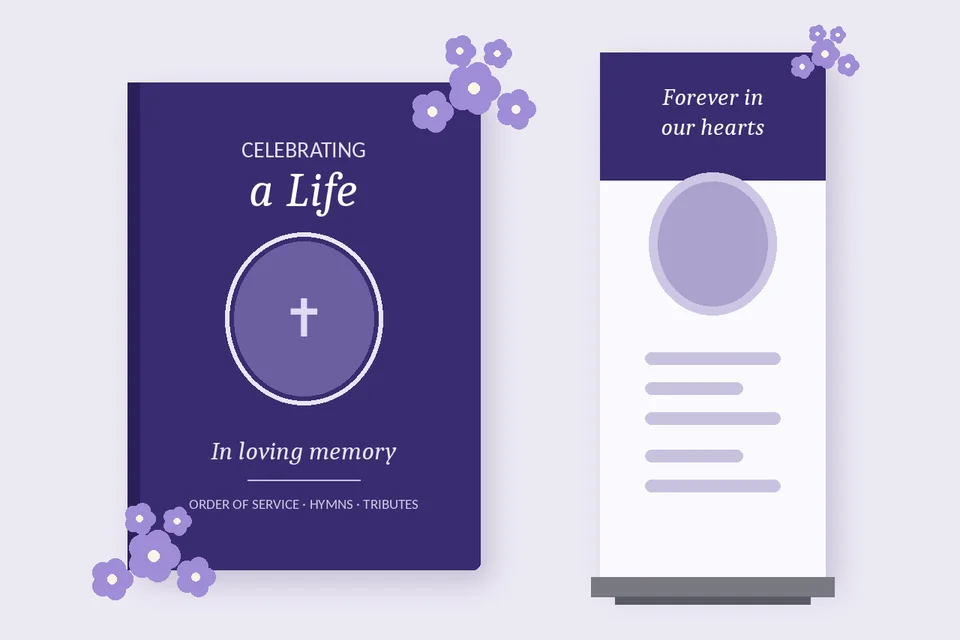 CELEBRATING
a Life
In loving memory
ORDER OF SERVICE · HYMNS · TRIBUTES
Forever in
our hearts